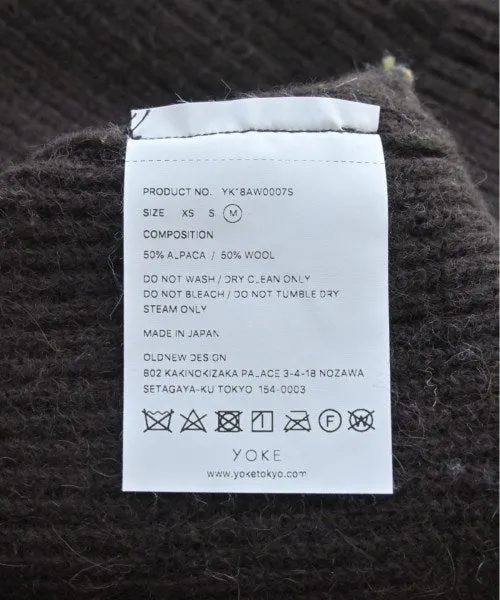 PRODUCT NO. YK18AW0007S
SIZE XS S M
COMPOSITION
50% ALPACA / 50% WOOL
DO NOT WASH / DRY CLEAN ONLY
DO NOT BLEACH / DO NOT TUMBLE DRY
STEAM ONLY
MADE IN JAPAN
OLDNEW DESIGN
802 KAKINOKIZAKA PALACE 3-4-18 NOZAWA
SETAGAYA-KU TOKYO 154-0003
F W
YOKE
www.yoketokyo.com